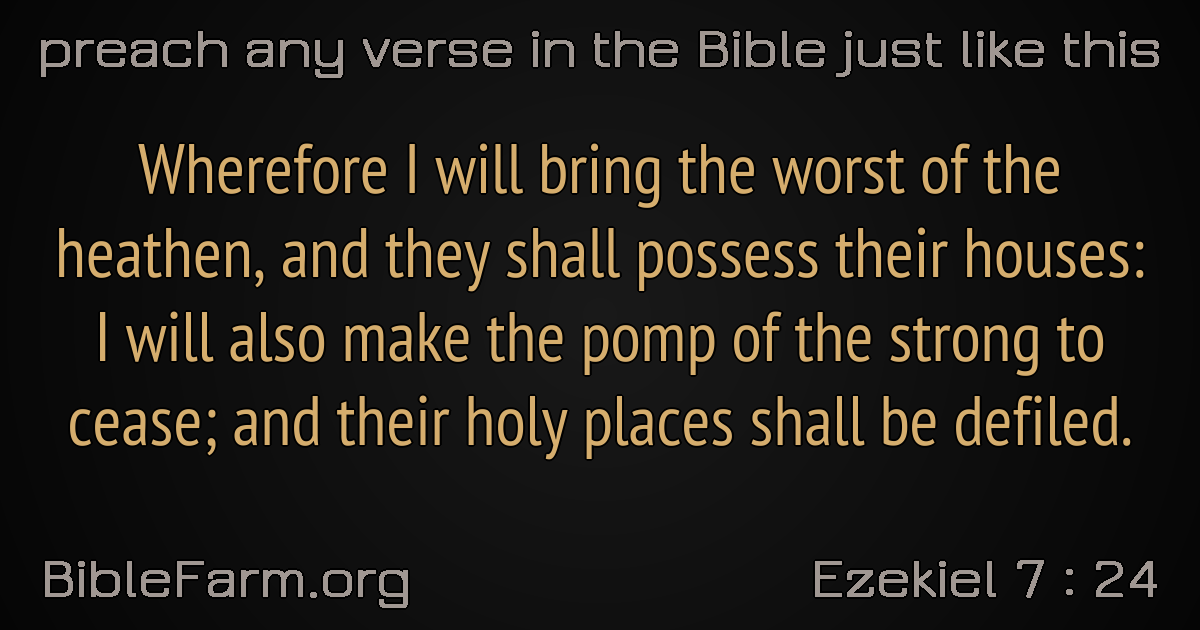 preach any verse in the Bible just like this
Wherefore I will bring the worst of the
heathen, and they shall possess their houses:
I will also make the pomp of the strong to
cease; and their holy places shall be defiled.
BibleFarm.org
Ezekiel 7 : 24